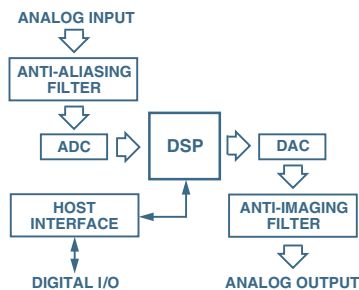 ANALOG INPUT
ANTI-ALIASING
FILTER
ADC
DSP
DAC
HOST
INTERFACE
ANTI-IMAGING
FILTER
DIGITAL I/O
ANALOG OUTPUT